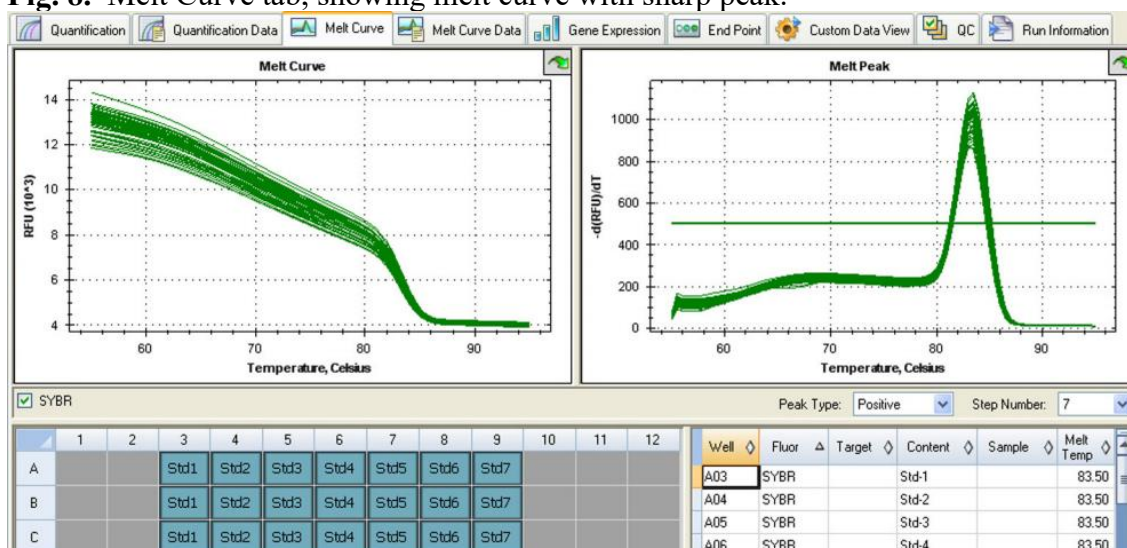 Fig. 8. Melt Curve tab, showing melt curve with sharp peak.
Quantification Quantification Data Melt Curve Melt Curve Data Gene Expression End Point Custom Data View QC Run Information
Melt Curve
14
12
10
8
6
4
RFU (10^3)
60 70 80 90
Temperature, Celsius
Melt Peak
1000
800
600
400
200
0
-d(RFU)/dT
60 70 80 90
Temperature, Celsius
SYBR
Peak Type: Positive Step Number: 7
1 2 3 4 5 6 7 8 9 10 11 12
A Std1 Std2 Std3 Std4 Std5 Std6 Std7
B Std1 Std2 Std3 Std4 Std5 Std6 Std7
C Std1 Std2 Std3 Std4 Std5 Std6 Std7
Well Fluor Target Content Sample Melt Temp
A03 SYBR Std-1 83.50
A04 SYBR Std-2 83.50
A05 SYBR Std-3 83.50
A06 SYBR Std-4 83.50